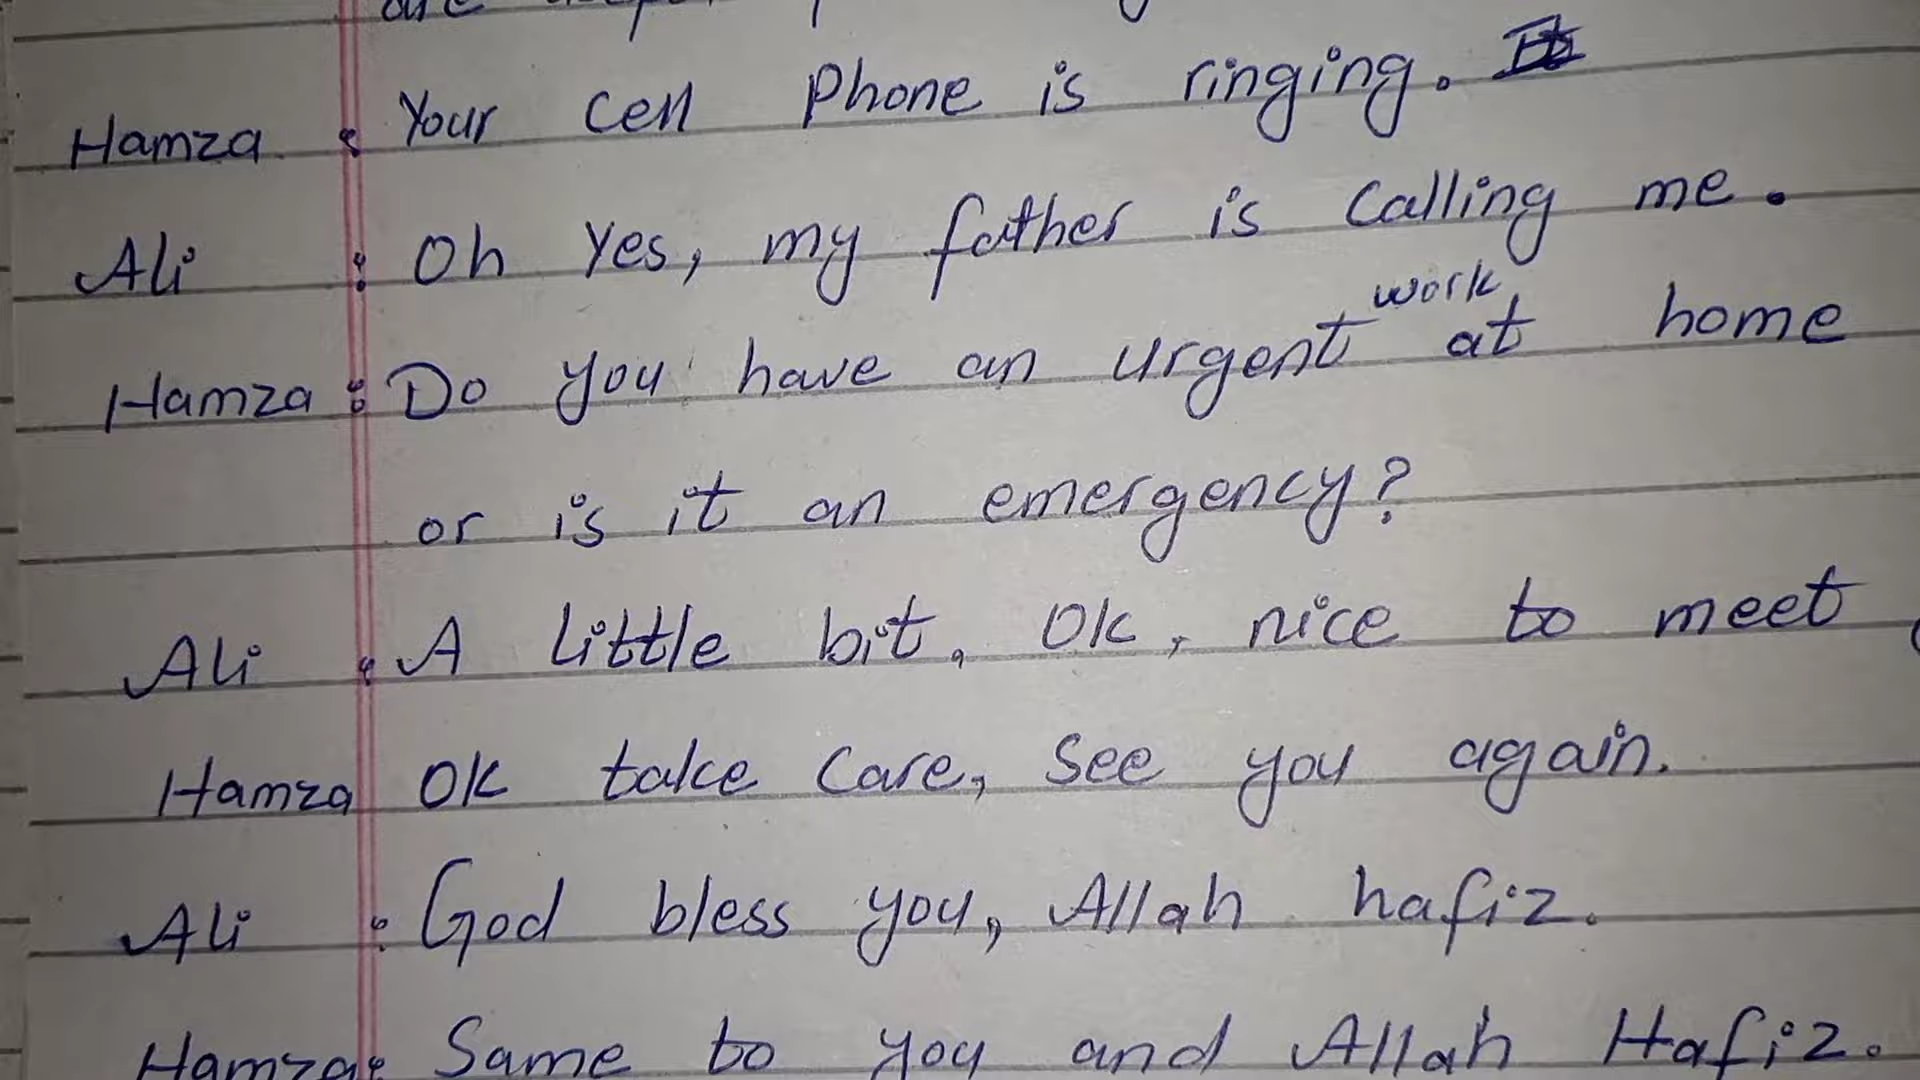 Hamza : Your cell Phone is ringing.
Ali : Oh Yes, my father is Calling me.
Hamza : Do you have an urgent work at home
or is it an emergency?
Ali : A little bit. Ok, nice to meet
Hamza OK take Care, See you again.
Ali : God bless you, Allah hafiz.
Hamza : Same to you and Allah Hafiz.